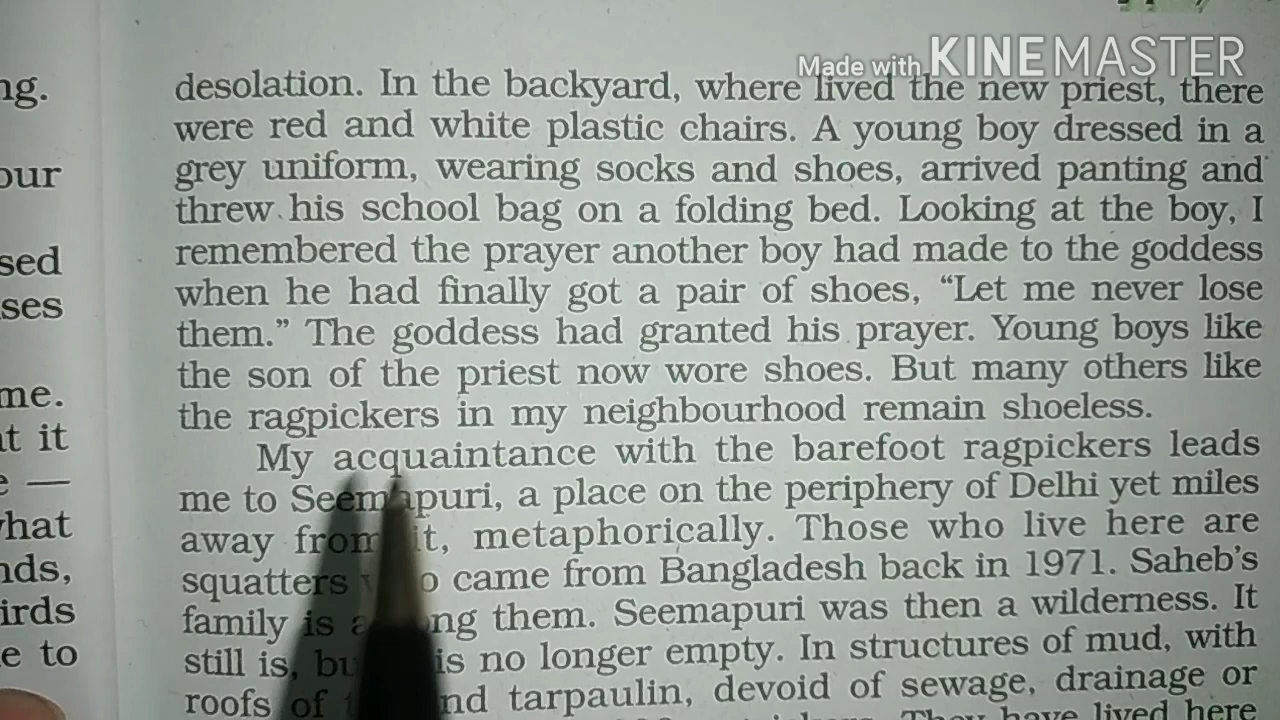 Made with KINEMASTER
ng.
our
sed
ses
me.
at it
e —
what
nds,
irds
e to
desolation. In the backyard, where lived the new priest, there
were red and white plastic chairs. A young boy dressed in a
grey uniform, wearing socks and shoes, arrived panting and
threw his school bag on a folding bed. Looking at the boy, I
remembered the prayer another boy had made to the goddess
when he had finally got a pair of shoes, “Let me never lose
them.” The goddess had granted his prayer. Young boys like
the son of the priest now wore shoes. But many others like
the ragpickers in my neighbourhood remain shoeless.
My acquaintance with the barefoot ragpickers leads
me to Seemapuri, a place on the periphery of Delhi yet miles
away from it, metaphorically. Those who live here are
squatters came from Bangladesh back in 1971. Saheb’s
family is them. Seemapuri was then a wilderness. It
still is, is no longer empty. In structures of mud, with
roofs of and tarpaulin, devoid of sewage, drainage or
They have lived here